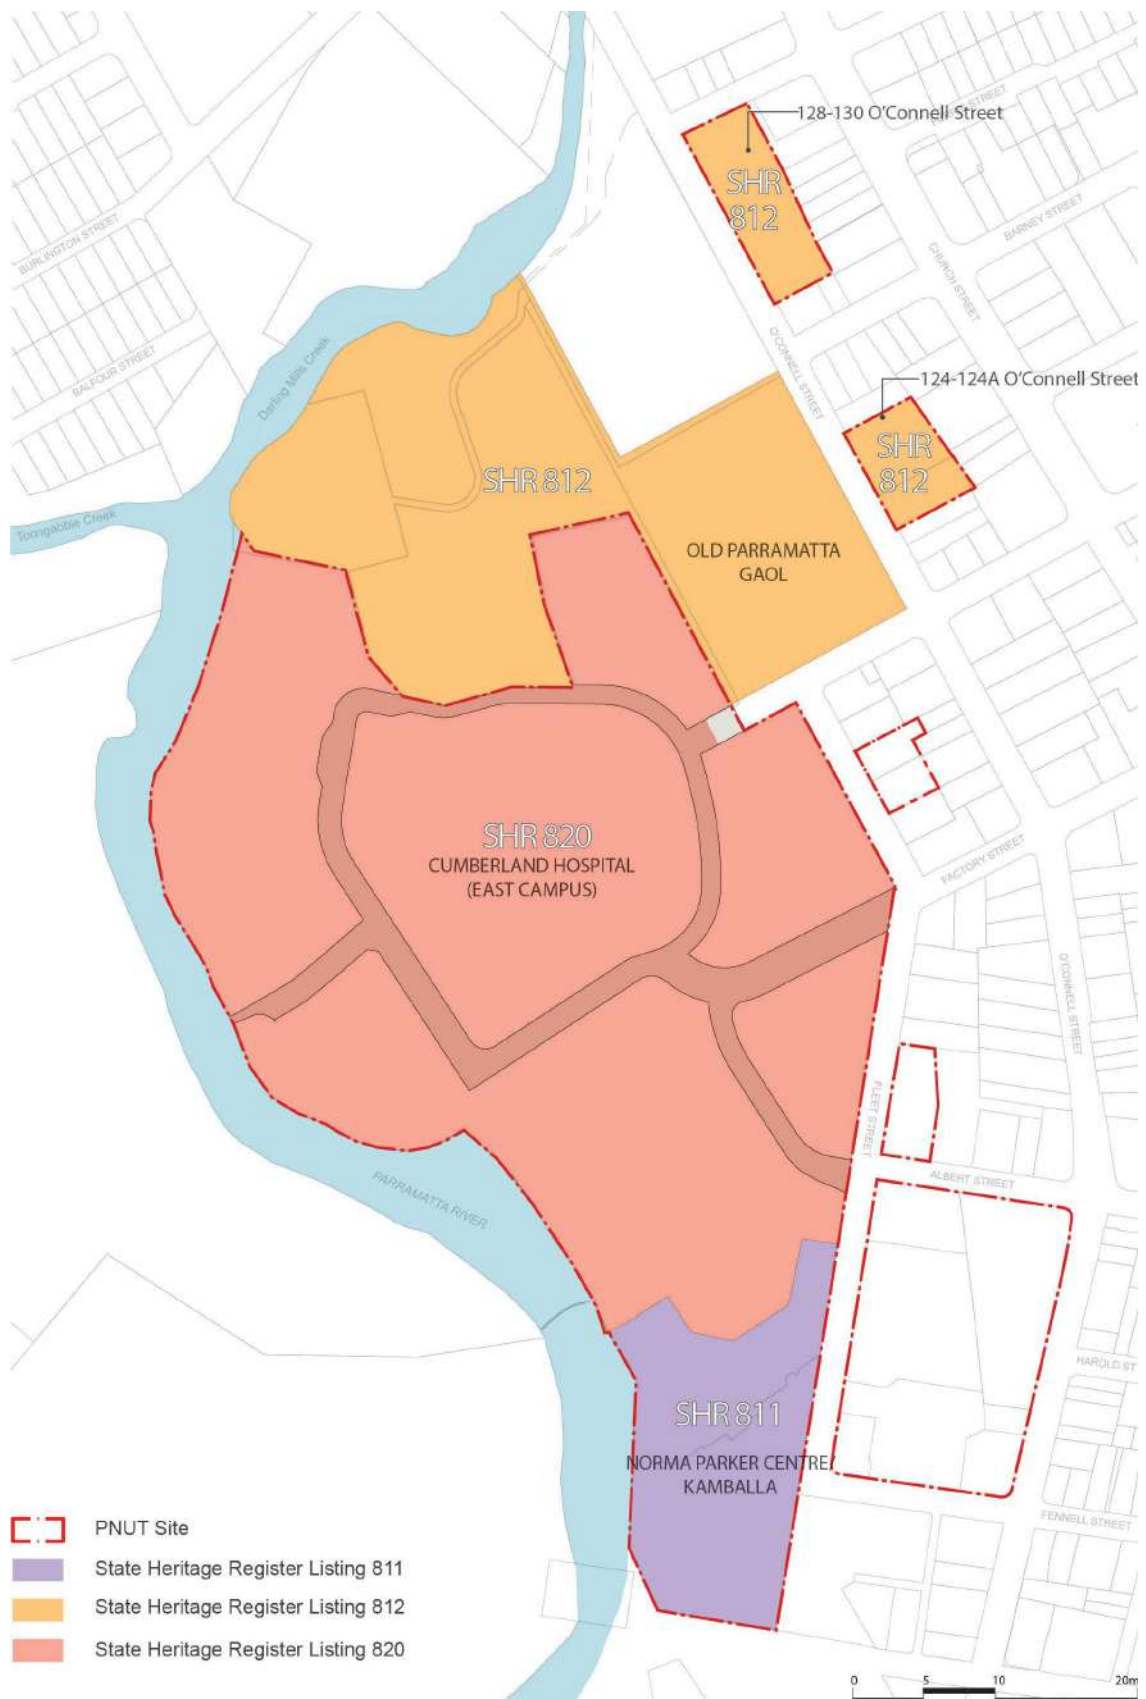 128-130 O'Connell Street
SHR
812
BURLINGTON STREET
BARNEY STREET
CHURCH STREET
O'CONNELL STREET
BALFOUR STREET
Darling Mills Creek
124-124A O'Connell Street
SHR
812
SHR 812
Toongabbie Creek
OLD PARRAMATTA
GAOL
SHR 820
CUMBERLAND HOSPITAL
(EAST CAMPUS)
FACTORY STREET
O'CONNELL STREET
FLEET STREET
ALBERT STREET
PARRAMATTA RIVER
HAROLD ST
SHR 811
NORMA PARKER CENTRE/
KAMBALLA
FENNELL STREET
PNUT Site
State Heritage Register Listing 811
State Heritage Register Listing 812
State Heritage Register Listing 820
0 5 10 20m